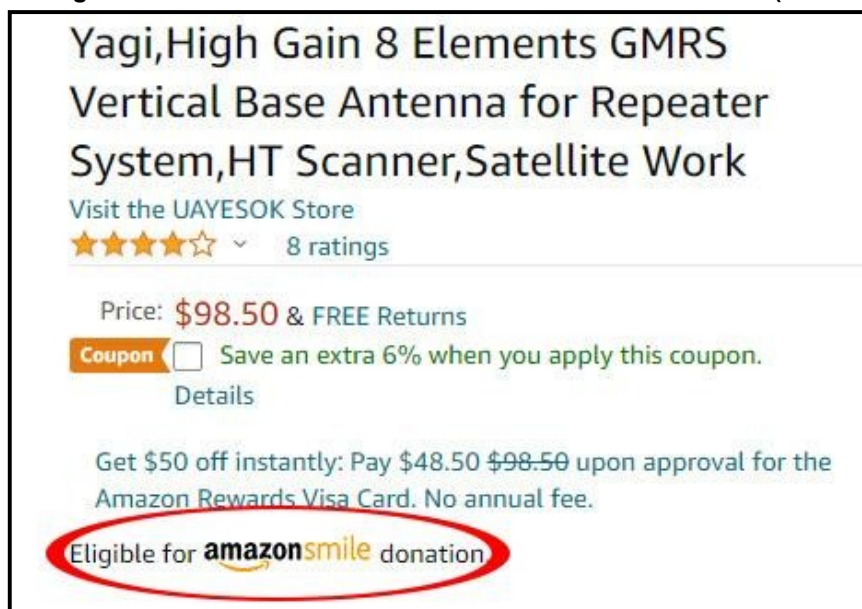 Yagi,High Gain 8 Elements GMRS
Vertical Base Antenna for Repeater
System,HT Scanner,Satellite Work
Visit the UAYESOK Store
8 ratings
Price: $98.50 & FREE Returns
Coupon Save an extra 6% when you apply this coupon.
Details
Get $50 off instantly: Pay $48.50 $98.50 upon approval for the
Amazon Rewards Visa Card. No annual fee.
Eligible for amazonsmile donation